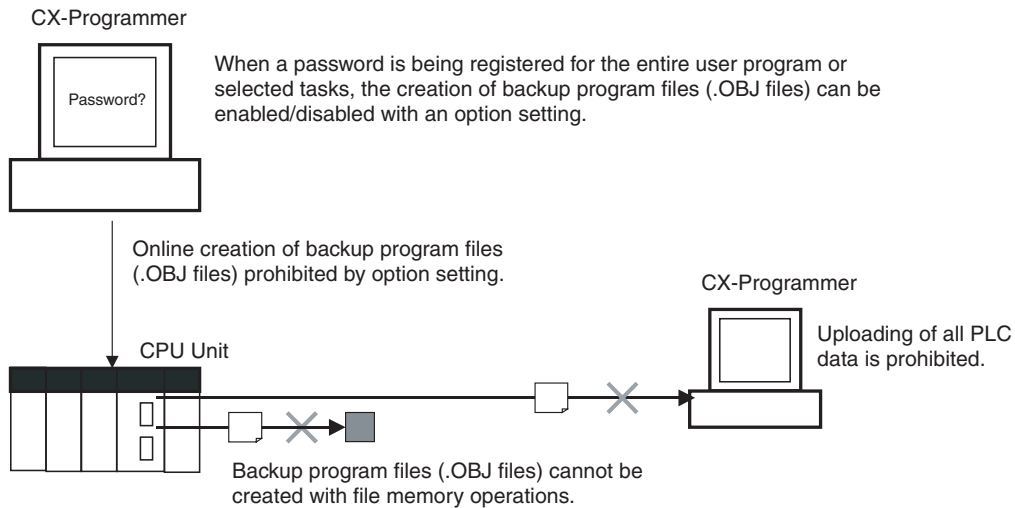 CX-Programmer
Password?
When a password is being registered for the entire user program or
selected tasks, the creation of backup program files (.OBJ files) can be
enabled/disabled with an option setting.
Online creation of backup program files
(.OBJ files) prohibited by option setting.
CX-Programmer
Uploading of all PLC
data is prohibited.
CPU Unit
Backup program files (.OBJ files) cannot be
created with file memory operations.